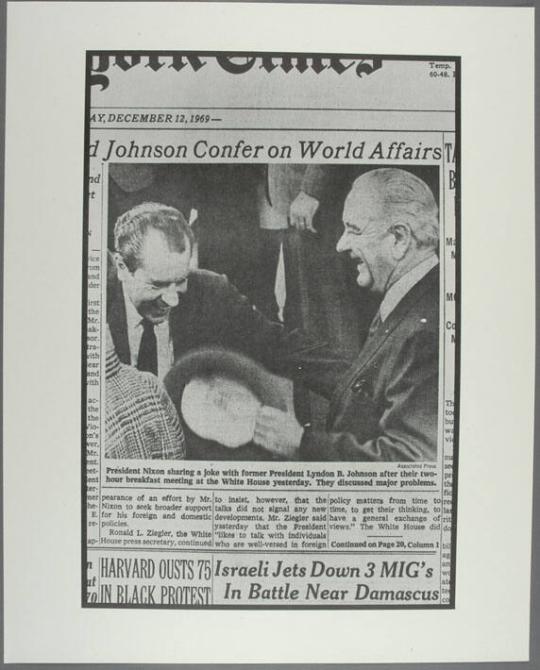 York Times
Temp.
60-48.
AY, DECEMBER 12, 1969—
d Johnson Confer on World Affairs
Associated Press
President Nixon sharing a joke with former President Lyndon B. Johnson after their two-
hour breakfast meeting at the White House yesterday. They discussed major problems.
pearance of an effort by Mr.
Nixon to seek broader support
for his foreign and domestic
policies.
Ronald L. Ziegler, the White
House press secretary, continued
to insist, however, that the
talks did not signal any new
developments. Mr. Ziegler said
yesterday that the President
"likes to talk with individuals
who are well-versed in foreign
policy matters from time to
time, to get their thinking, to
have a general exchange of
views." The White House did
Continued on Page 20, Column 1
HARVARD OUSTS 75
IN BLACK PROTEST
Israeli Jets Down 3 MIG's
In Battle Near Damascus